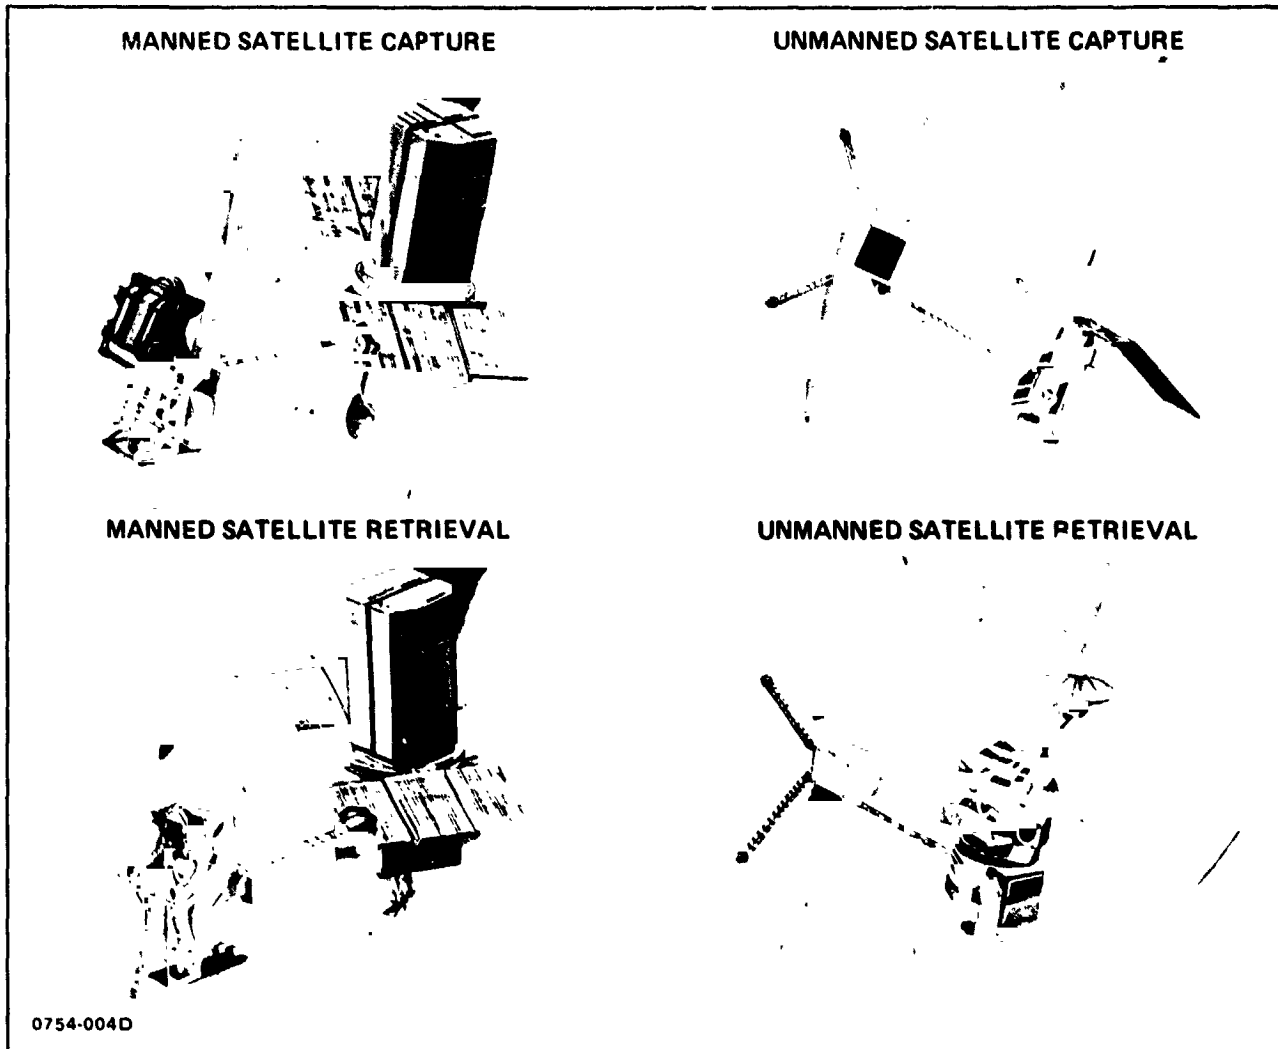 MANNED SATELLITE CAPTURE
UNMANNED SATELLITE CAPTURE
MANNED SATELLITE RETRIEVAL
UNMANNED SATELLITE RETRIEVAL
0754-004D